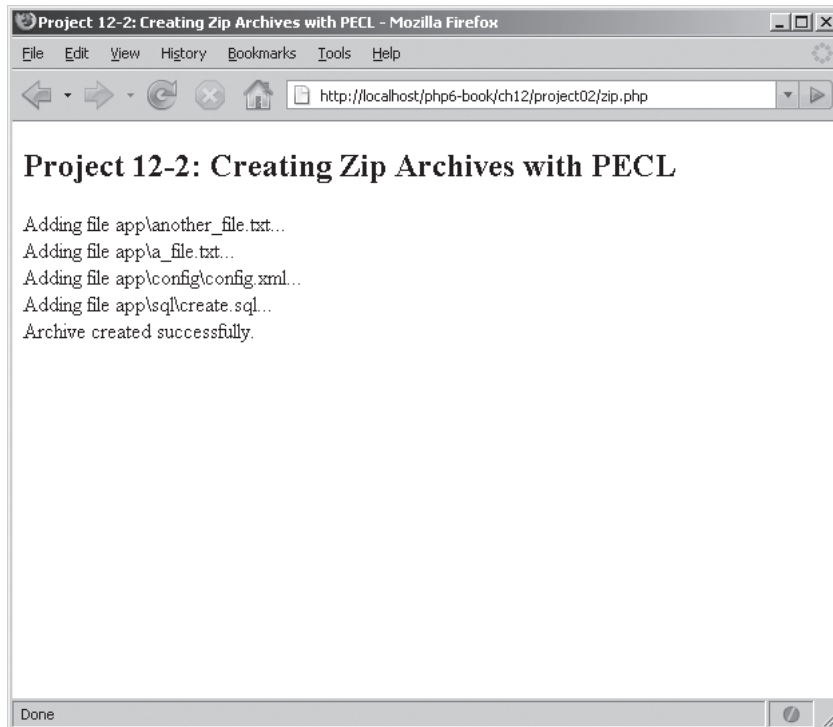 Project 12-2: Creating Zip Archives with PECL - Mozilla Firefox
File Edit View History Bookmarks Tools Help
http://localhost/php6-book/ch12/project02/zip.php
Project 12-2: Creating Zip Archives with PECL
Adding file app\another_file.txt...
Adding file app\a_file.txt...
Adding file app\config\config.xml...
Adding file app\sql\create.sql...
Archive created successfully.
Done